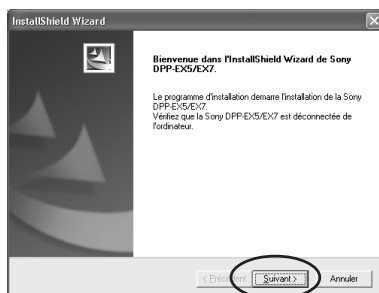 InstallShield Wizard
Bienvenue dans l'InstallShield Wizard de Sony
DPP-EX5/EX7.
Le programme d'installation demarre l'installation de la Sony
DPP-EX5/EX7.
Vérifiez que la Sony DPP-EX5/EX7 est déconnectée de
l'ordinateur.
< Précédent Suivant > Annuler